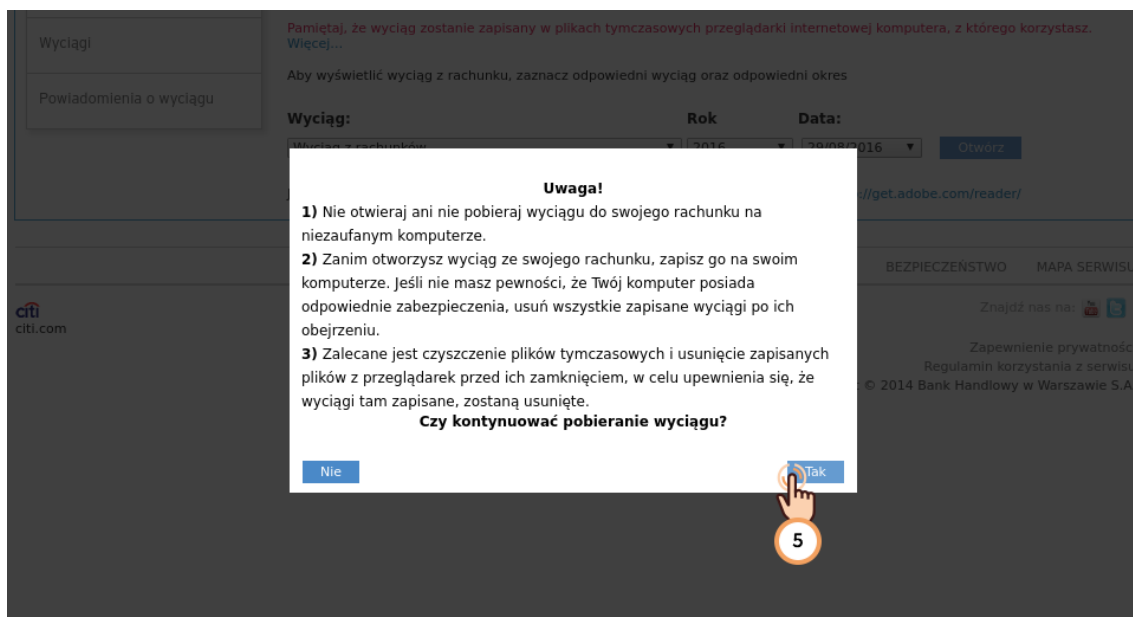 Wyciągi
Powiadomienia o wyciągu
Pamiętaj, że wyciąg zostanie zapisany w plikach tymczasowych przeglądarki internetowej komputera, z którego korzystasz.
Więcej...
Aby wyświetlić wyciąg z rachunku, zaznacz odpowiedni wyciąg oraz odpowiedni okres
Wyciąg: Rok Data:
Wyciąg z rachunków 2016 29/08/2016 Otwórz
://get.adobe.com/reader/
Uwaga!
1) Nie otwieraj ani nie pobieraj wyciągu do swojego rachunku na
niezaufanym komputerze.
2) Zanim otworzysz wyciąg ze swojego rachunku, zapisz go na swoim
komputerze. Jeśli nie masz pewności, że Twój komputer posiada
odpowiednie zabezpieczenia, usuń wszystkie zapisane wyciągi po ich
obejrzeniu.
3) Zalecane jest czyszczenie plików tymczasowych i usunięcie zapisanych
plików z przeglądarek przed ich zamknięciem, w celu upewnienia się, że
wyciągi tam zapisane, zostaną usunięte.
Czy kontynuować pobieranie wyciągu?
Nie Tak
5
BEZPIECZEŃSTWO MAPA SERWISU
citi
citi.com
Znajdź nas na:
Zapewnienie prywatnośc
Regulamin korzystania z serwisu
© 2014 Bank Handlowy w Warszawie S.A